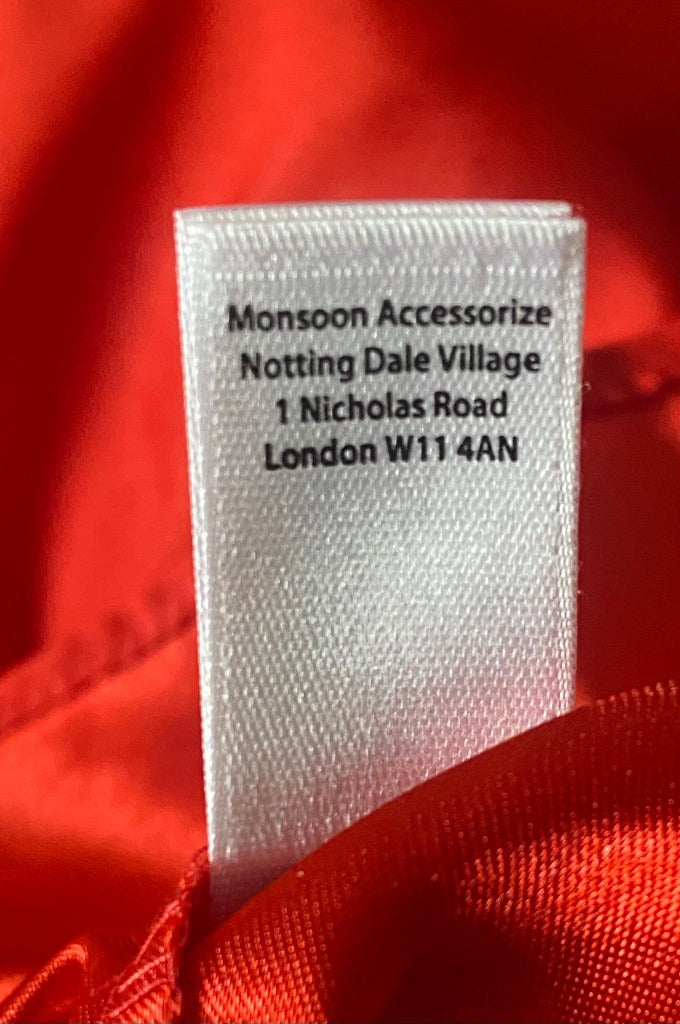 Monsoon Accessorize
Notting Dale Village
1 Nicholas Road
London W11 4AN